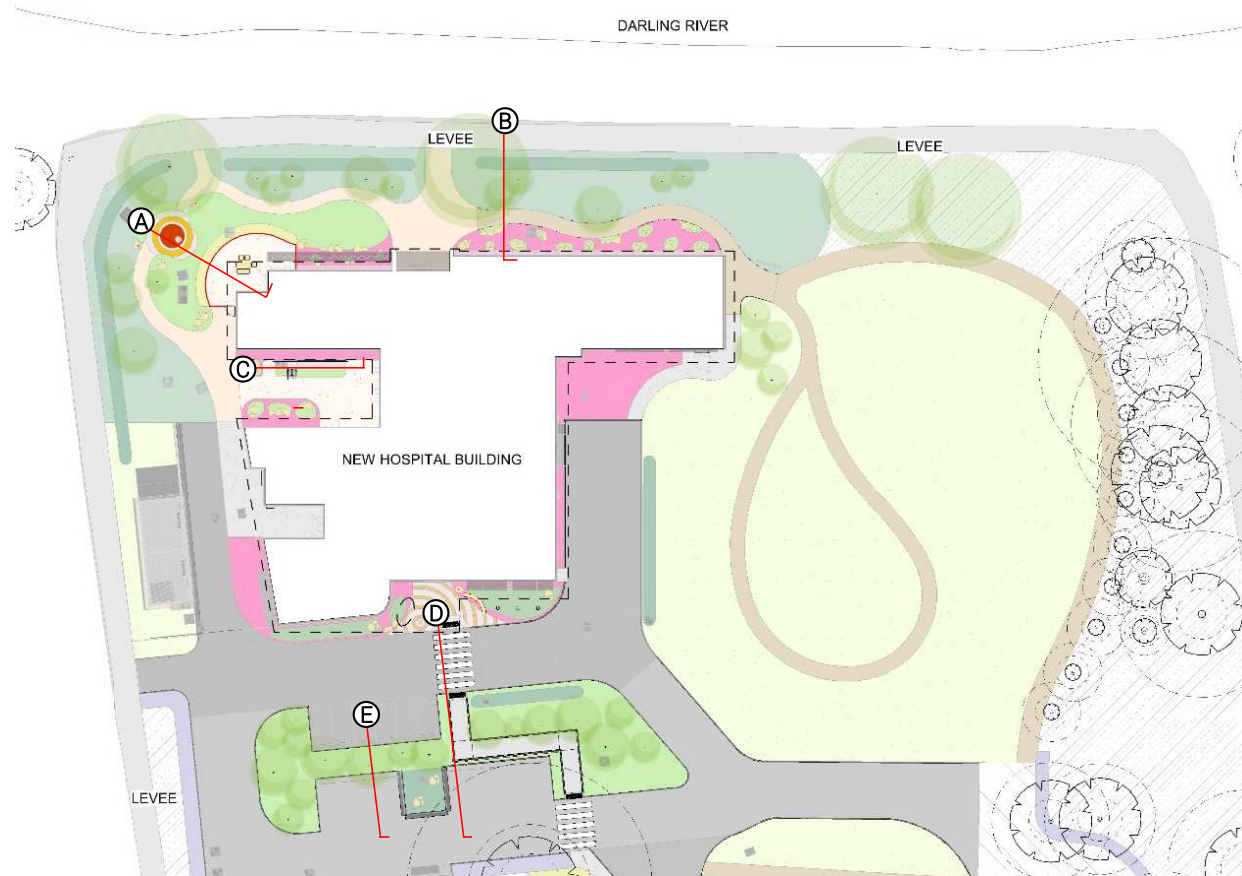 DARLING RIVER
B
LEVEE
LEVEE
A
C
NEW HOSPITAL BUILDING
D
E
LEVEE